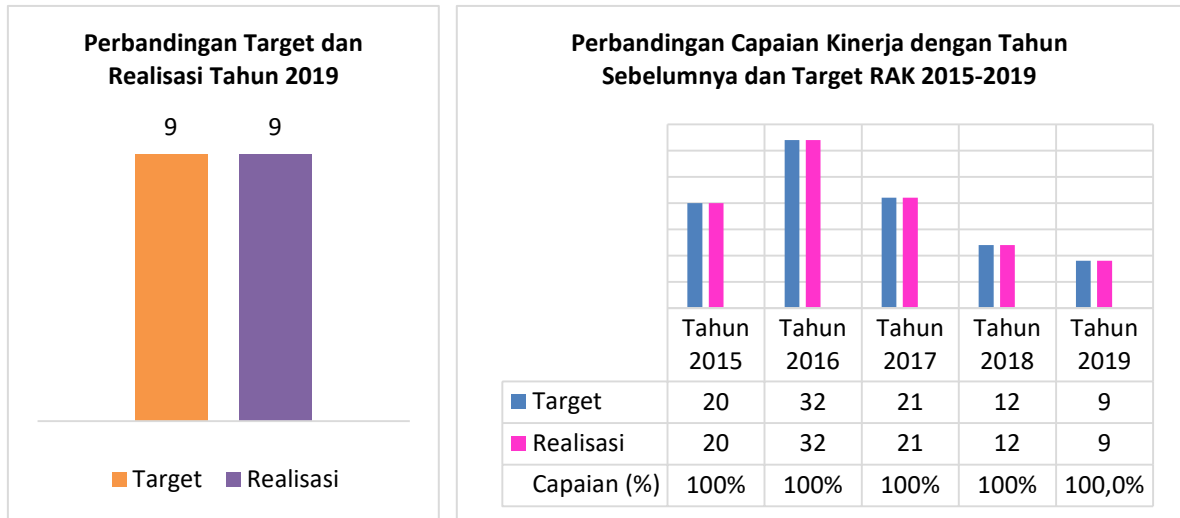 Perbandingan Target dan
Realisasi Tahun 2019
9 9
Target Realisasi
Perbandingan Capaian Kinerja dengan Tahun
Sebelumnya dan Target RAK 2015-2019
Tahun Tahun Tahun Tahun Tahun
2015 2016 2017 2018 2019
Target 20 32 21 12 9
Realisasi 20 32 21 12 9
Capaian (%) 100% 100% 100% 100% 100,0%